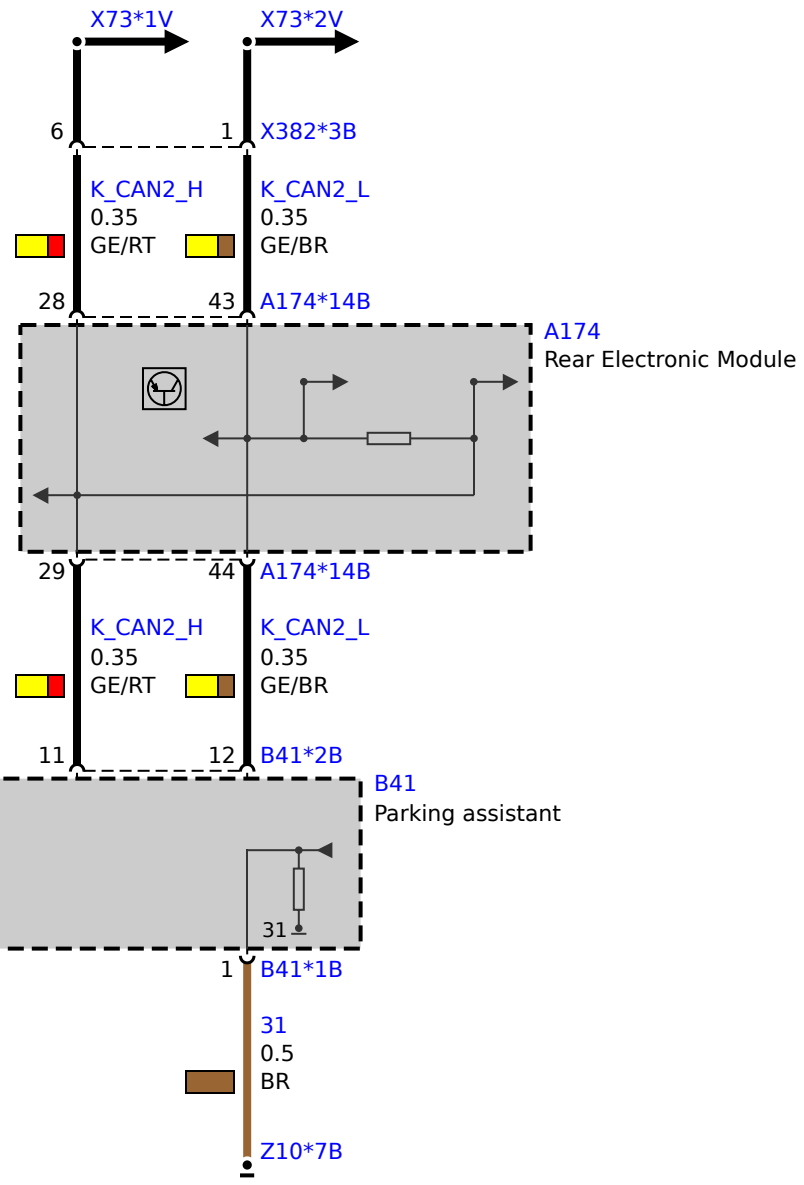 X73*1V X73*2V
6 1 X382*3B
K_CAN2_H K_CAN2_L
0.35 0.35
GE/RT GE/BR
28 43 A174*14B
A174
Rear Electronic Module
29 44 A174*14B
K_CAN2_H K_CAN2_L
0.35 0.35
GE/RT GE/BR
11 12 B41*2B
B41
Parking assistant
31
1 B41*1B
31
0.5
BR
Z10*7B